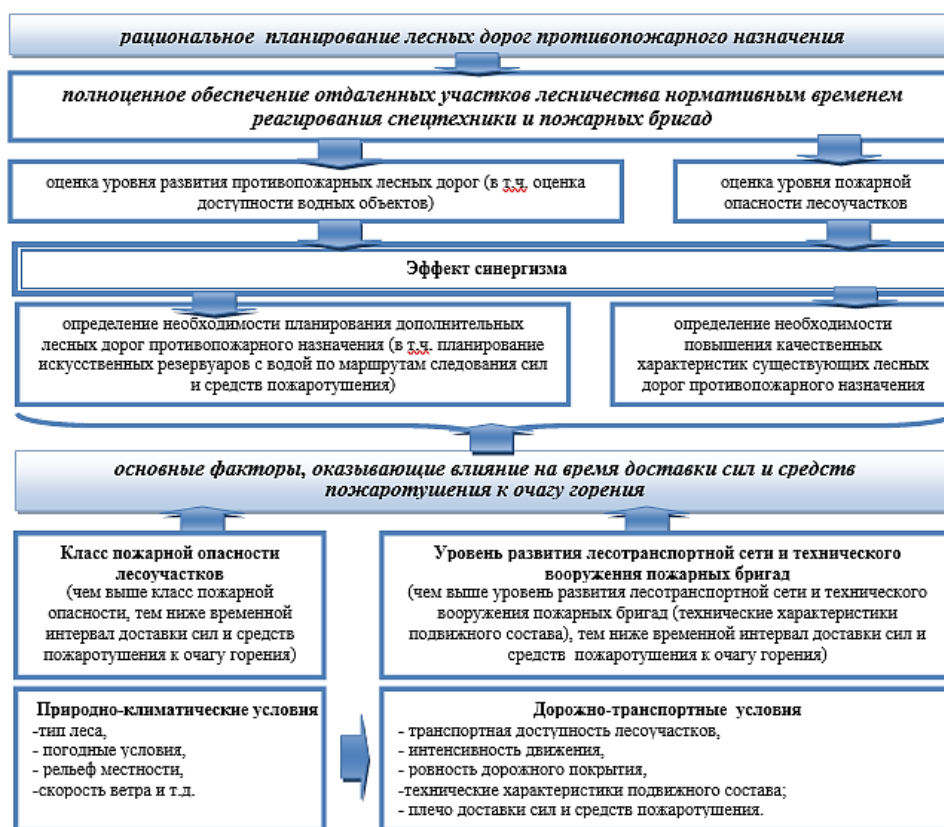 рациональное планирование лесных дорог противопожарного назначения
полноценное обеспечение отдаленных участков лесничества нормативным временем
реагирования спецтехники и пожарных бригад
оценка уровня развития противопожарных лесных дорог (в т.ч. оценка
доступности водных объектов)
оценка уровня пожарной
опасности лесоучастков
Эффект синергизма
определение необходимости планирования дополнительных
лесных дорог противопожарного назначения (в т.ч. планирование
искусственных резервуаров с водой по маршрутам следования сил
и средств пожаротушения)
определение необходимости
повышения качественных
характеристик существующих лесных
дорог противопожарного назначения
основные факторы, оказывающие влияние на время доставки сил и средств
пожаротушения к очагу горения
Класс пожарной опасности
лесоучастков
(чем выше класс пожарной
опасности, тем ниже временной
интервал доставки сил и средств
пожаротушения к очагу горения)
Уровень развития лесотранспортной сети и технического
вооружения пожарных бригад
(чем выше уровень развития лесотранспортной сети и технического
вооружения пожарных бригад (технические характеристики
подвижного состава), тем ниже временной интервал доставки сил и
средств пожаротушения к очагу горения)
Природно-климатические условия
-тип леса,
- погодные условия,
- рельеф местности,
-скорость ветра и т.д.
Дорожно-транспортные условия
- транспортная доступность лесоучастков,
- интенсивность движения,
- ровность дорожного покрытия,
-технические характеристики подвижного состава;
- плечо доставки сил и средств пожаротушения.